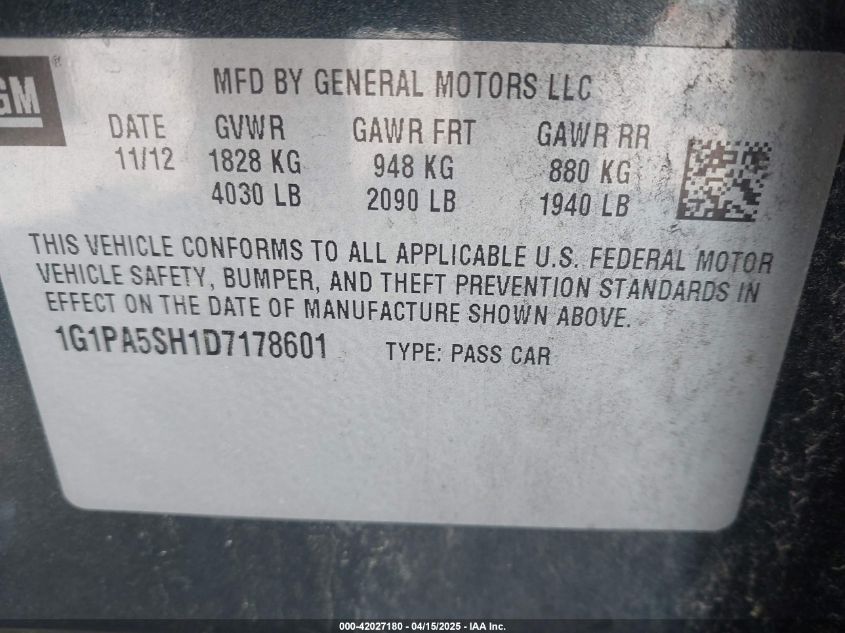 GM®
MFD BY GENERAL MOTORS LLC
DATE GVWR GAWR FRT GAWR RR
11/12 1828 KG 948 KG 880 KG
4030 LB 2090 LB 1940 LB
THIS VEHICLE CONFORMS TO ALL APPLICABLE U.S. FEDERAL MOTOR
VEHICLE SAFETY, BUMPER, AND THEFT PREVENTION STANDARDS IN
EFFECT ON THE DATE OF MANUFACTURE SHOWN ABOVE.
1G1PA5SH1D7178601 TYPE: PASS CAR
000-42027180 - 04/15/2025 - IAA Inc.